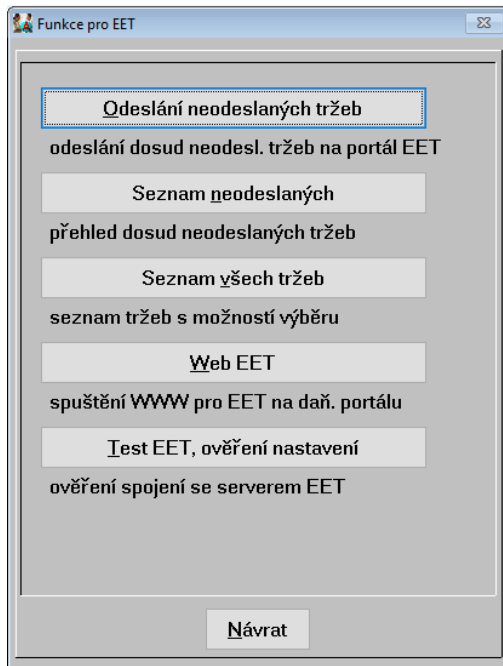 Funkce pro EET
Odeslání neodeslaných tržeb
odeslání dosud neodesl. tržeb na portál EET
Seznam neodeslaných
přehled dosud neodeslaných tržeb
Seznam všech tržeb
seznam tržeb s možností výběru
Web EET
spuštění WWW pro EET na daň. portálu
Test EET, ověření nastavení
ověření spojení se serverem EET
Návrat